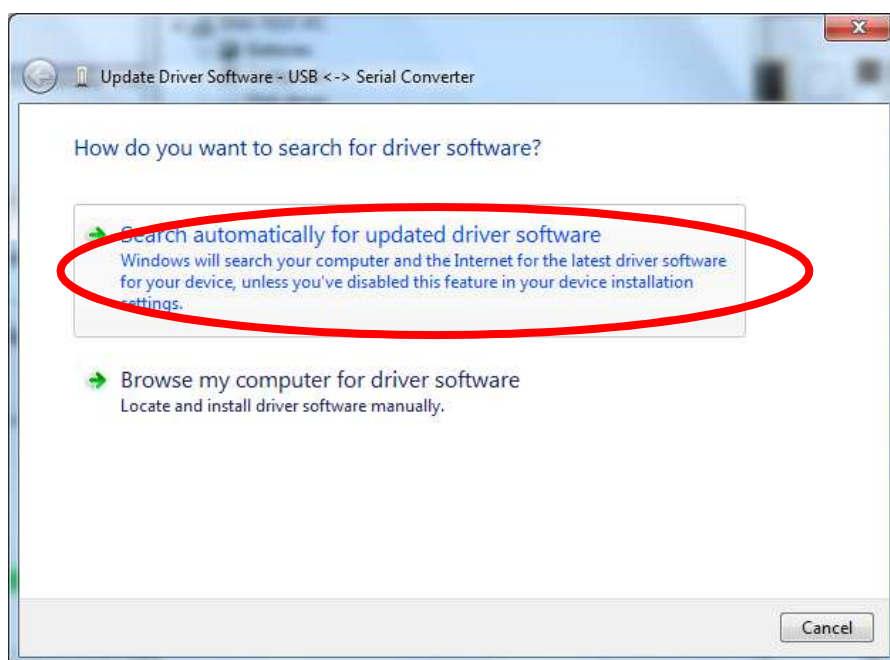 Update Driver Software - USB <-> Serial Converter
How do you want to search for driver software?
Search automatically for updated driver software
Windows will search your computer and the Internet for the latest driver software
for your device, unless you've disabled this feature in your device installation
settings.
Browse my computer for driver software
Locate and install driver software manually.
Cancel